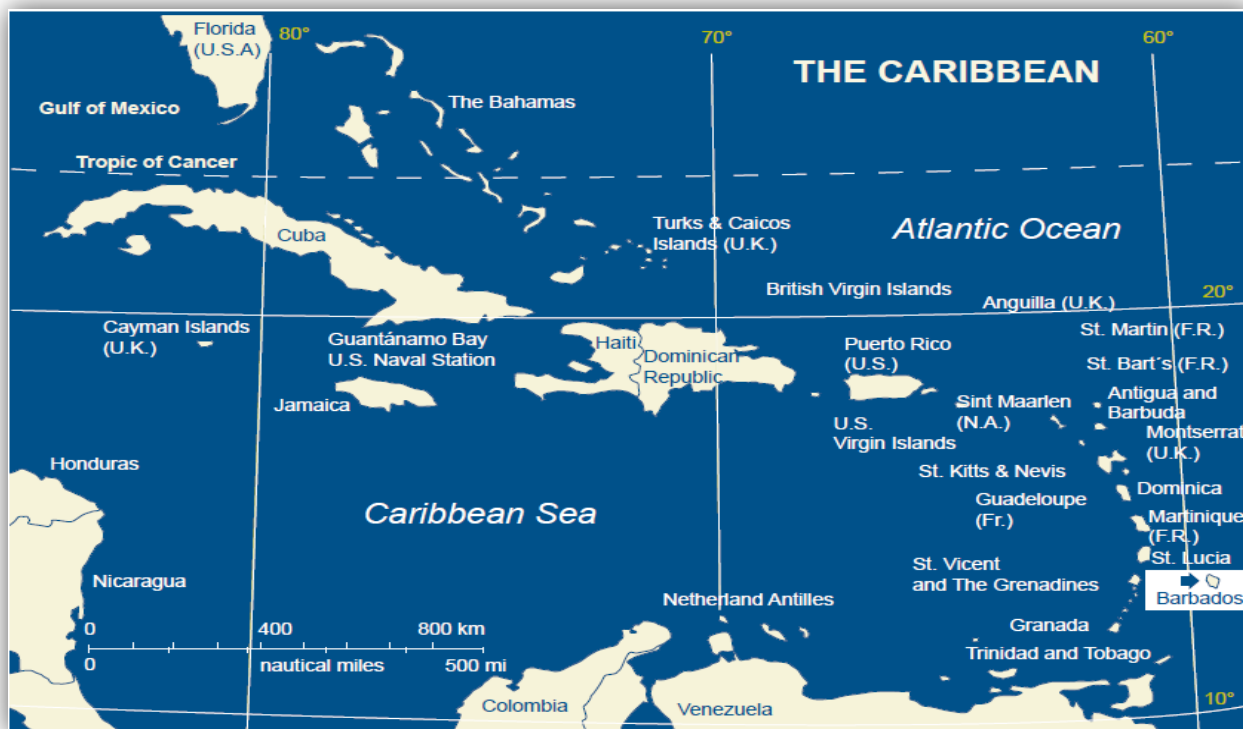 Florida
(U.S.A)
80°
70°
60°
THE CARIBBEAN
Gulf of Mexico
The Bahamas
Tropic of Cancer
Cuba
Turks & Caicos
Islands (U.K.)
Atlantic Ocean
British Virgin Islands
Anguilla (U.K.)
20°
Cayman Islands
(U.K.)
Guantánamo Bay
U.S. Naval Station
Haiti
Dominican
Republic
Puerto Rico
(U.S.)
St. Martin (F.R.)
St. Bart´s (F.R.)
Jamaica
U.S.
Virgin Islands
Sint Maarlen
(N.A.)
Antigua and
Barbuda
Montserrat
(U.K.)
Honduras
St. Kitts & Nevis
Dominica
Caribbean Sea
Guadeloupe
(Fr.)
Martinique
(F.R.)
St. Lucia
Nicaragua
St. Vicent
and The Grenadines
Barbados
Netherland Antilles
Granada
0 400 800 km
0 nautical miles 500 mi
Trinidad and Tobago
Colombia
Venezuela
10°